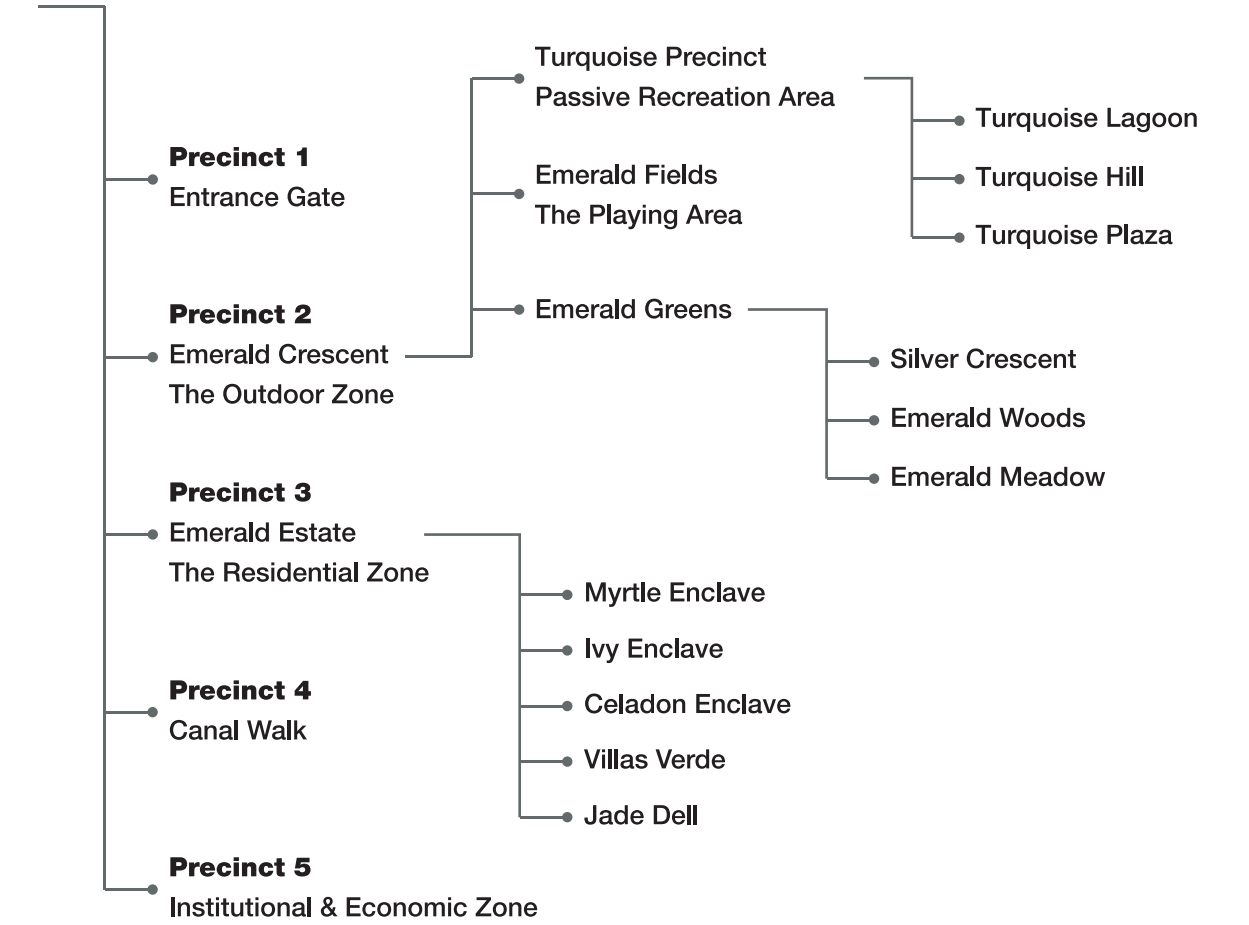 Precinct 1
Entrance Gate
Precinct 2
Emerald Crescent
The Outdoor Zone
Turquoise Precinct
Passive Recreation Area
Turquoise Lagoon
Turquoise Hill
Turquoise Plaza
Emerald Fields
The Playing Area
Emerald Greens
Silver Crescent
Emerald Woods
Emerald Meadow
Precinct 3
Emerald Estate
The Residential Zone
Myrtle Enclave
Ivy Enclave
Celadon Enclave
Villas Verde
Jade Dell
Precinct 4
Canal Walk
Precinct 5
Institutional & Economic Zone